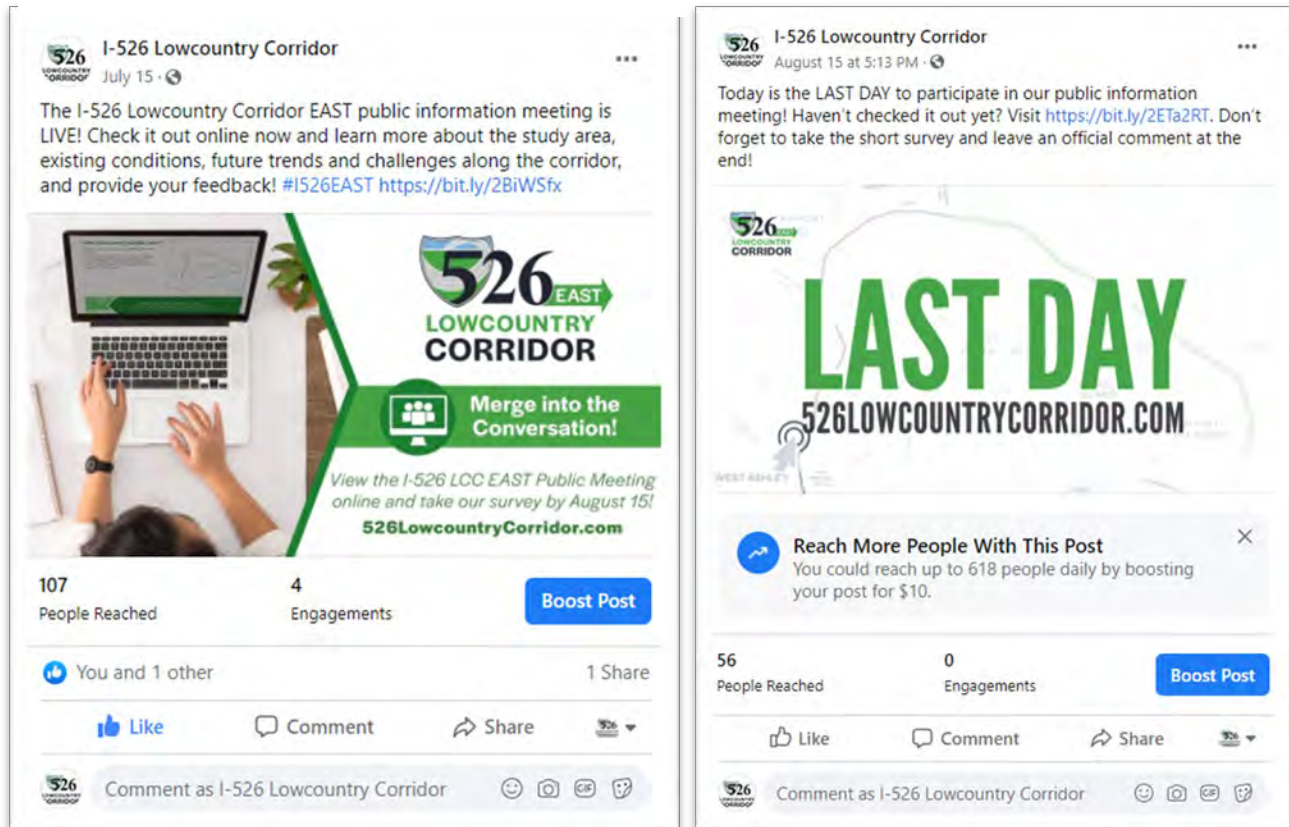 I-526 Lowcountry Corridor
July 15
The I-526 Lowcountry Corridor EAST public information meeting is
LIVE! Check it out online now and learn more about the study area,
existing conditions, future trends and challenges along the corridor,
and provide your feedback! #I526EAST https://bit.ly/2BiWSfx
526 EAST
LOWCOUNTRY
CORRIDOR
Merge into the
Conversation!
View the I-526 LCC EAST Public Meeting
online and take our survey by August 15!
526LowcountryCorridor.com
107
People Reached
4
Engagements
Boost Post
You and 1 other
1 Share
Like
Comment
Share
526
LOWCOUNTRY
CORRIDOR
Comment as I-526 Lowcountry Corridor
GIF
I-526 Lowcountry Corridor
August 15 at 5:13 PM
Today is the LAST DAY to participate in our public information
meeting! Haven't checked it out yet? Visit https://bit.ly/2ETa2RT. Don't
forget to take the short survey and leave an official comment at the
end!
526 EAST
LOWCOUNTRY
CORRIDOR
LAST DAY
526LOWCOUNTRYCORRIDOR.COM
WEST ASHLEY
Reach More People With This Post
You could reach up to 618 people daily by boosting
your post for $10.
56
People Reached
0
Engagements
Boost Post
Like
Comment
Share
526
LOWCOUNTRY
CORRIDOR
Comment as I-526 Lowcountry Corridor
GIF